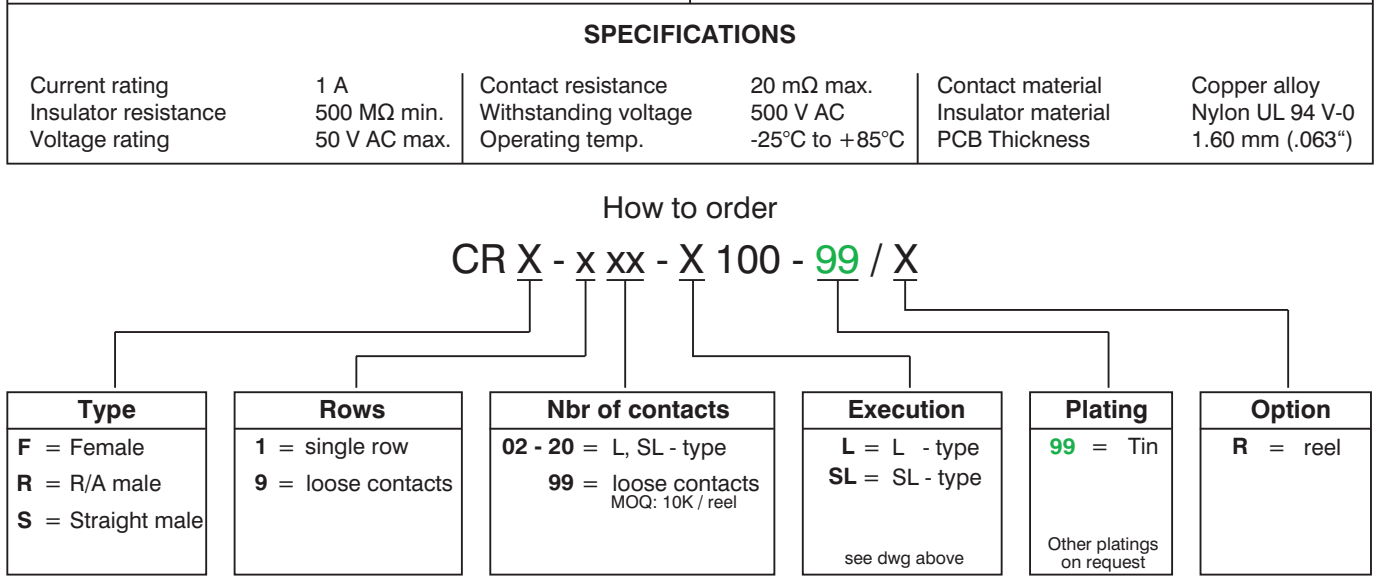 SPECIFICATIONS
Current rating 1 A
Insulator resistance 500 MΩ min.
Voltage rating 50 V AC max.
Contact resistance 20 mΩ max.
Withstanding voltage 500 V AC
Operating temp. -25°C to +85°C
Contact material Copper alloy
Insulator material Nylon UL 94 V-0
PCB Thickness 1.60 mm (.063“)
How to order
CR X - x xx - X 100 - 99 / X
Type
F = Female
R = R/A male
S = Straight male
Rows
1 = single row
9 = loose contacts
Nbr of contacts
02 - 20 = L, SL - type
99 = loose contacts
MOQ: 10K / reel
Execution
L = L - type
SL = SL - type
see dwg above
Plating
99 = Tin
Other platings
on request
Option
R = reel